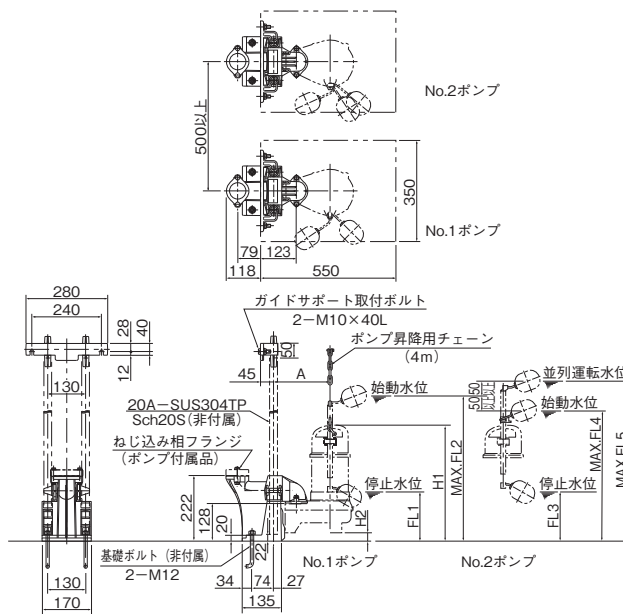 No.2ポンプ
500以上
350
No.1ポンプ
79 123
118
550
280
240
28
40
12
130
ガイドサポート取付ボルト
2−M10×40L
50
45
A
ポンプ昇降用チェーン
(4m)
始動水位
20A−SUS304TP
Sch20S(非付属)
ねじ込み相フランジ
(ポンプ付属品)
停止水位
222
128
20
22
基礎ボルト(非付属)
2−M12
34 74 27
135
130
170
H2
FL1
H1
MAX.FL2
No.1ポンプ
5050
以上
並列運転水位
始動水位
停止水位
FL3
MAX.FL4
MAX.FL5
No.2ポンプ